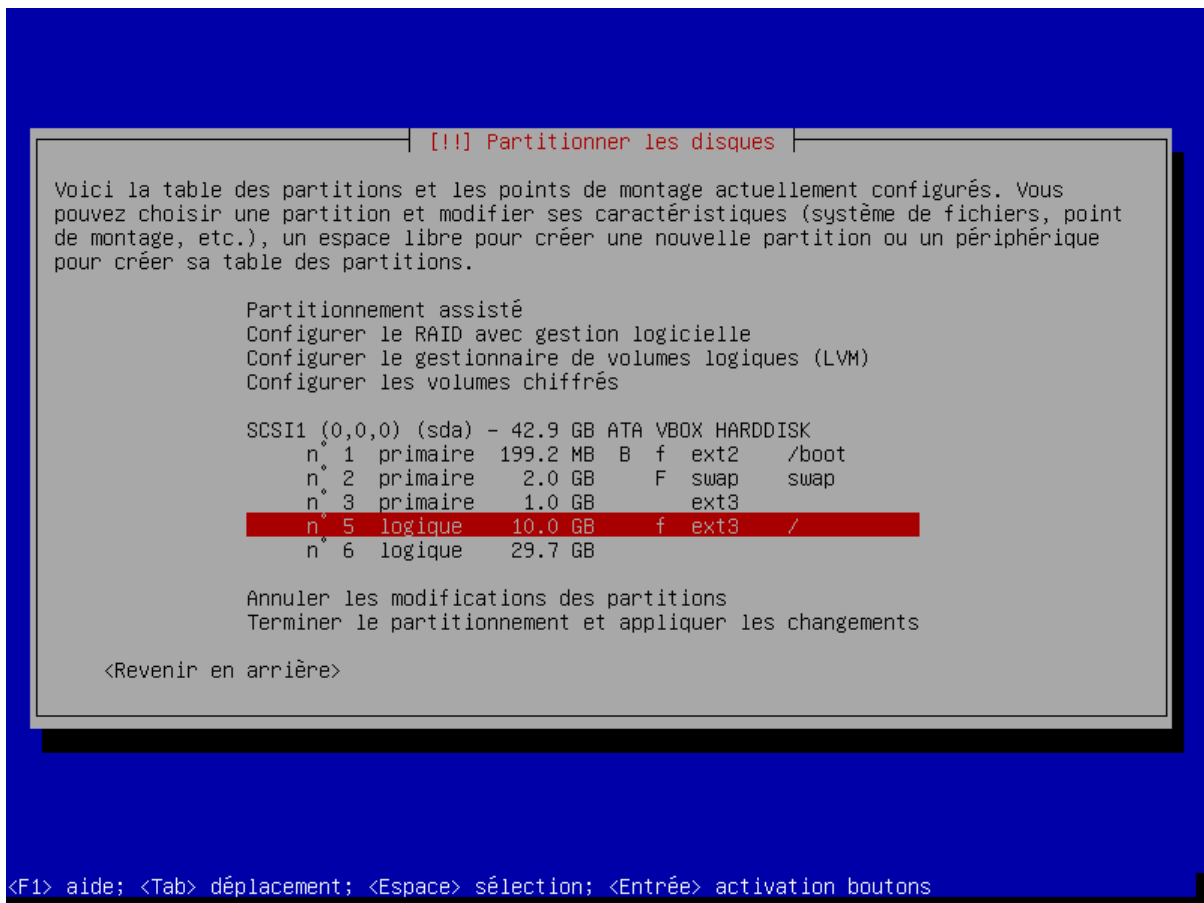 [!!] Partitionner les disques
Voici la table des partitions et les points de montage actuellement configurés. Vous
pouvez choisir une partition et modifier ses caractéristiques (système de fichiers, point
de montage, etc.), un espace libre pour créer une nouvelle partition ou un périphérique
pour créer sa table des partitions.
Partitionnement assisté
Configurer le RAID avec gestion logicielle
Configurer le gestionnaire de volumes logiques (LVM)
Configurer les volumes chiffrés
SCSI1 (0,0,0) (sda) - 42.9 GB ATA VBOX HARDDISK
n° 1 primaire 199.2 MB B f ext2 /boot
n° 2 primaire 2.0 GB F swap swap
n° 3 primaire 1.0 GB ext3
n° 5 logique 10.0 GB f ext3 /
n° 6 logique 29.7 GB
Annuler les modifications des partitions
Terminer le partitionnement et appliquer les changements
<Revenir en arrière>
<F1> aide; <Tab> déplacement; <Espace> sélection; <Entrée> activation boutons